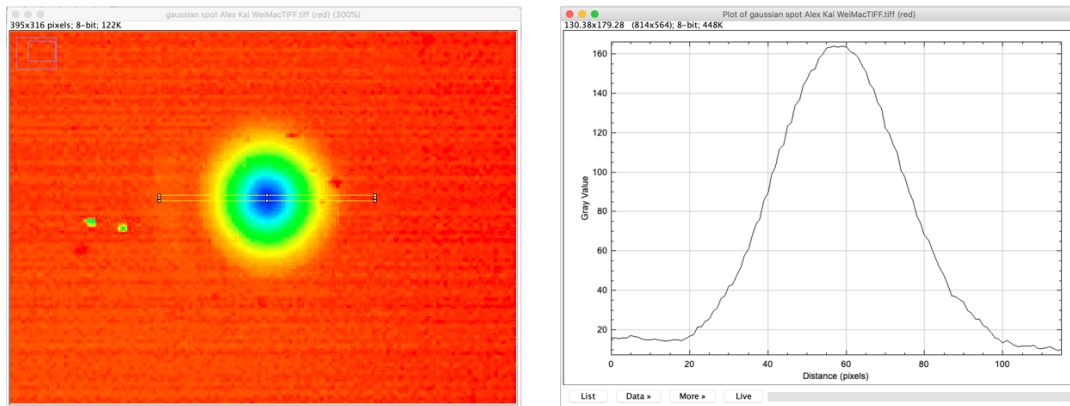 gaussian spot Alex Kai WeiMacTIFF.tiff (red) (300%)
395x316 pixels; 8-bit; 122K
Plot of gaussian spot Alex Kai WeiMacTIFF.tiff (red)
130.38x179.28 (814x564); 8-bit; 448K
160
140
120
100
80
60
40
20
Gray Value
0 20 40 60 80 100
Distance (pixels)
List Data » More » Live